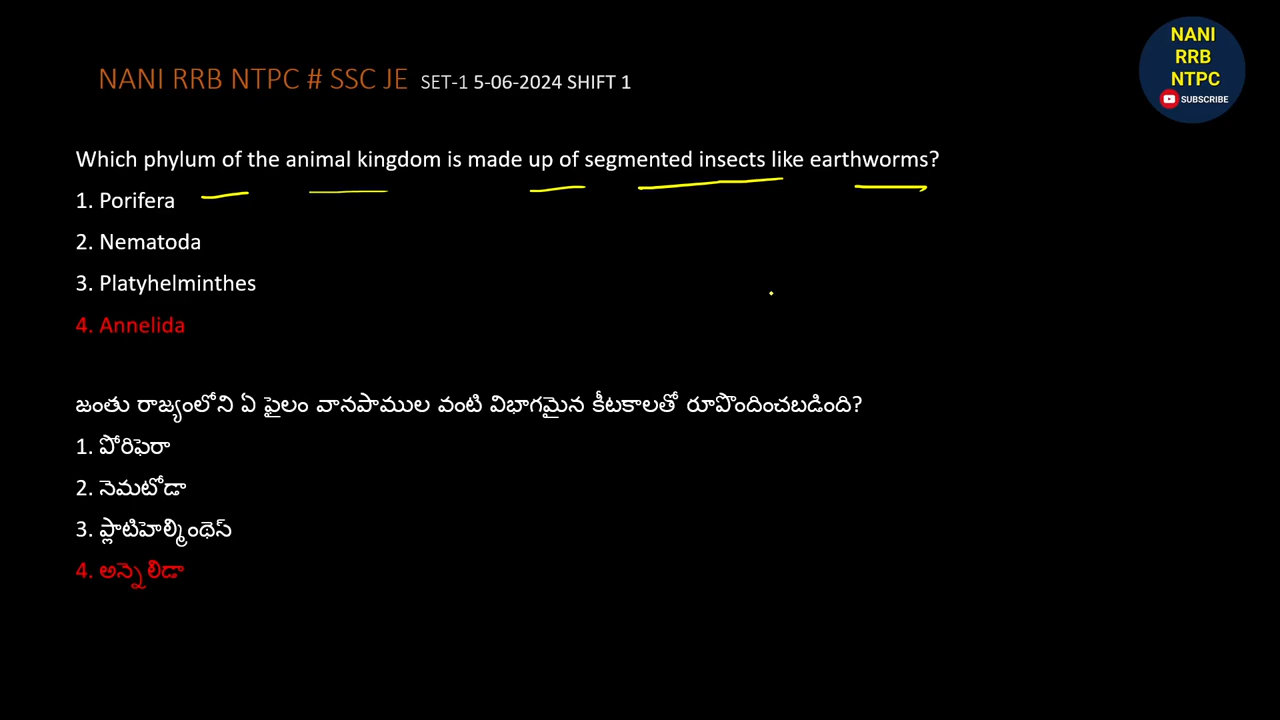 NANI RRB NTPC # SSC JE SET-1 5-06-2024 SHIFT 1
NANI
RRB
NTPC
SUBSCRIBE
Which phylum of the animal kingdom is made up of segmented insects like earthworms?
1. Porifera
2. Nematoda
3. Platyhelminthes
4. Annelida
జంతు రాజ్యంలోని ఏ ఫైలం వానపాముల వంటి విభాగమైన కీటకాలతో రూపొందించబడింది?
1. పోరిఫెరా
2. నెమటోడా
3. ప్లాటిహెల్మింథెస్
4. అన్నెలిడా